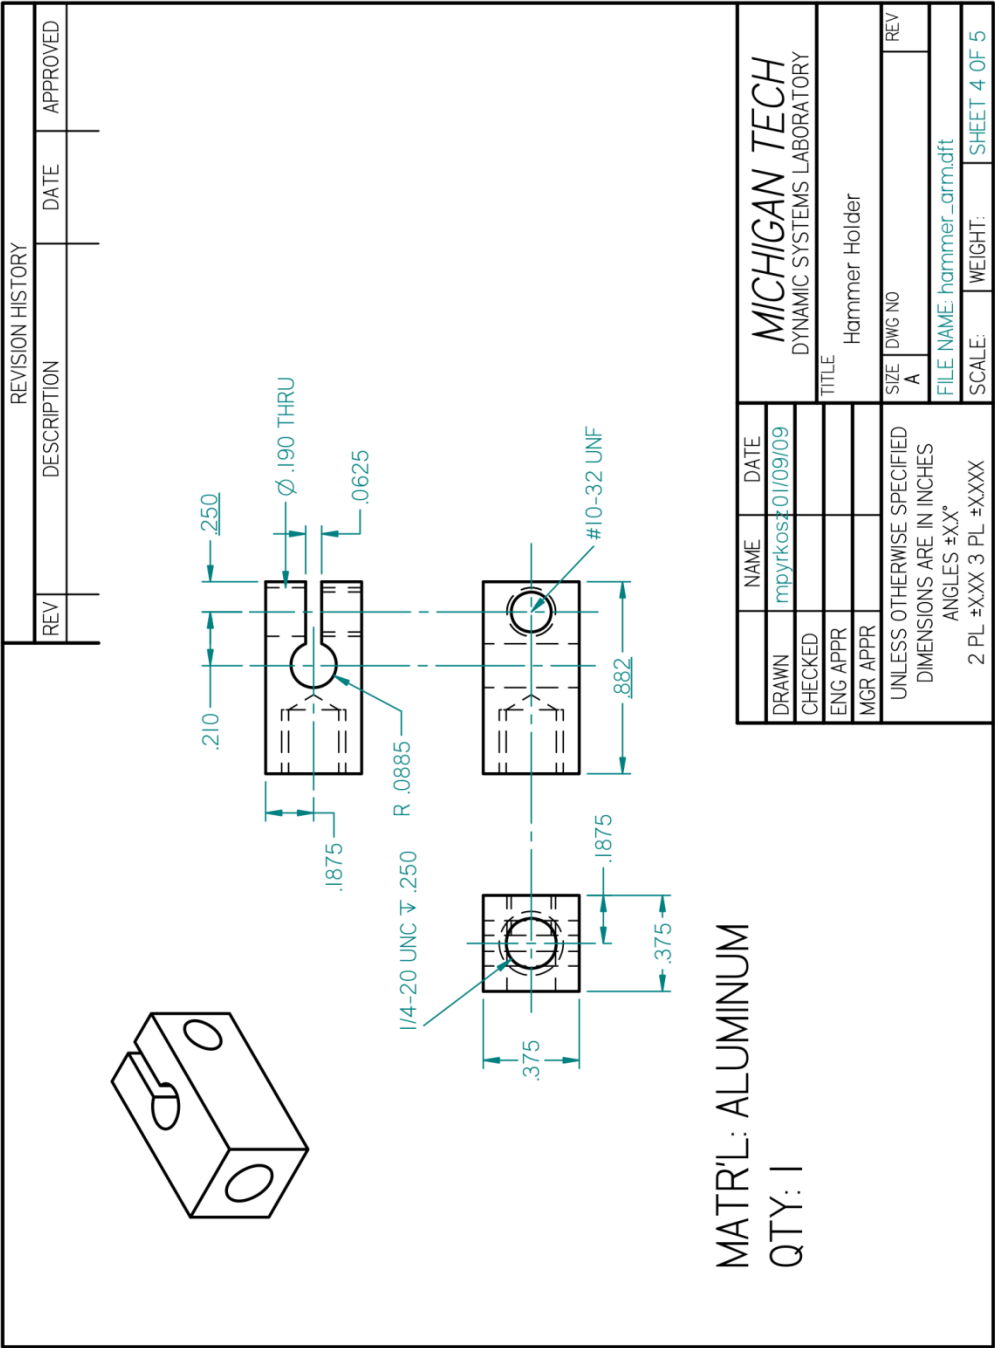 REVISION HISTORY
REV DESCRIPTION DATE APPROVED
.210
.250
Ø .190 THRU
.0625
.1875
R .0885
1/4-20 UNC ↧ .250
#10-32 UNF
.882
.375
.1875
.375
MATR'L: ALUMINUM
QTY: 1
NAME DATE
DRAWN mpyrkosz 01/09/09
CHECKED
ENG APPR
MGR APPR
UNLESS OTHERWISE SPECIFIED
DIMENSIONS ARE IN INCHES
ANGLES ±X.X°
2 PL ±X.XX 3 PL ±X.XXX
MICHIGAN TECH
DYNAMIC SYSTEMS LABORATORY
TITLE
Hammer Holder
SIZE DWG NO REV
A
FILE NAME: hammer_arm.dft
SCALE: WEIGHT: SHEET 4 OF 5